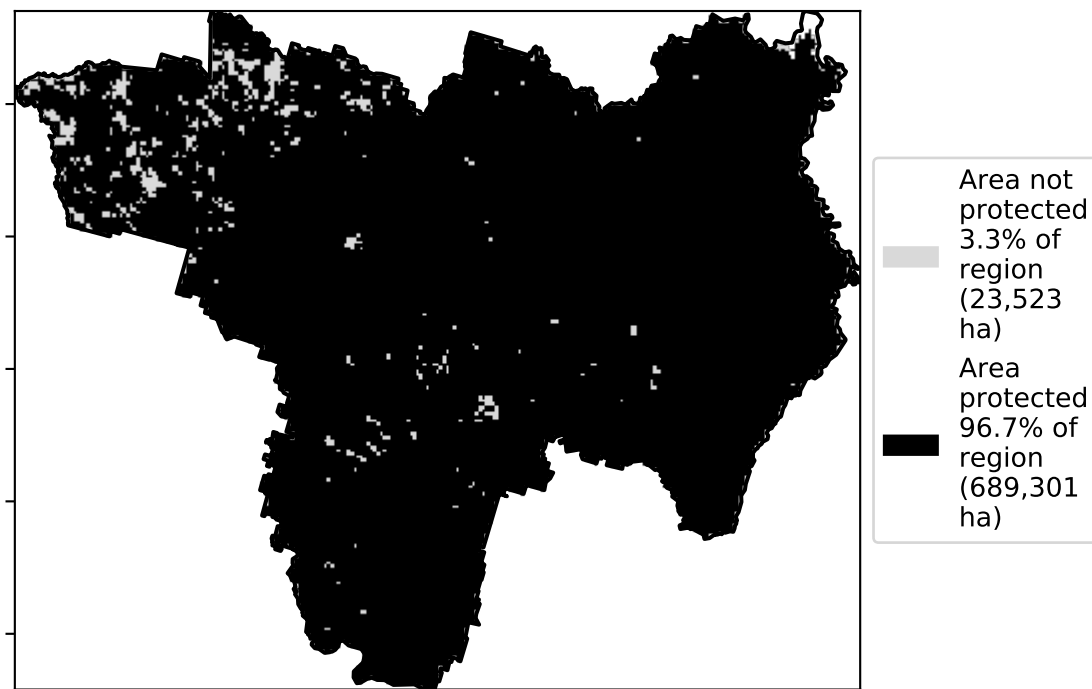 Area not
protected
3.3% of
region
(23,523
ha)
Area
protected
96.7% of
region
(689,301
ha)